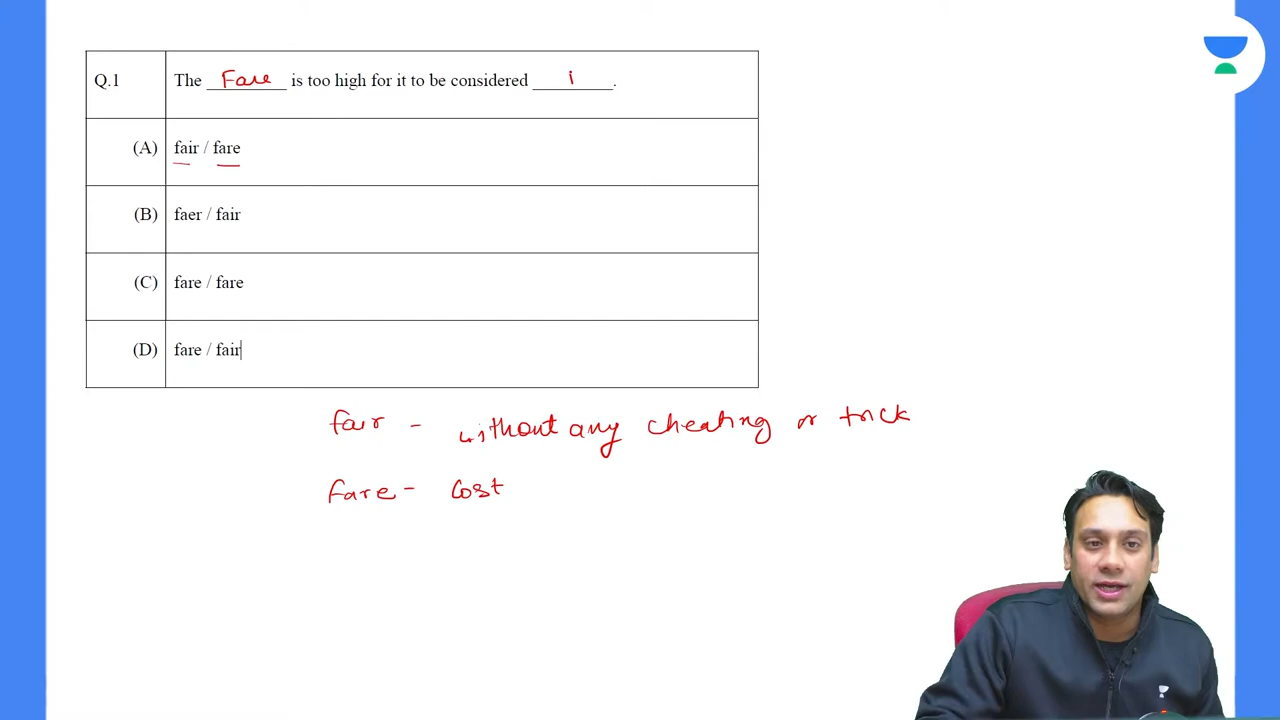 Q.1 The Fare is too high for it to be considered ________.
(A) fair / fare
(B) faer / fair
(C) fare / fare
(D) fare / fair
fair - without any cheating or trick
fare - cost